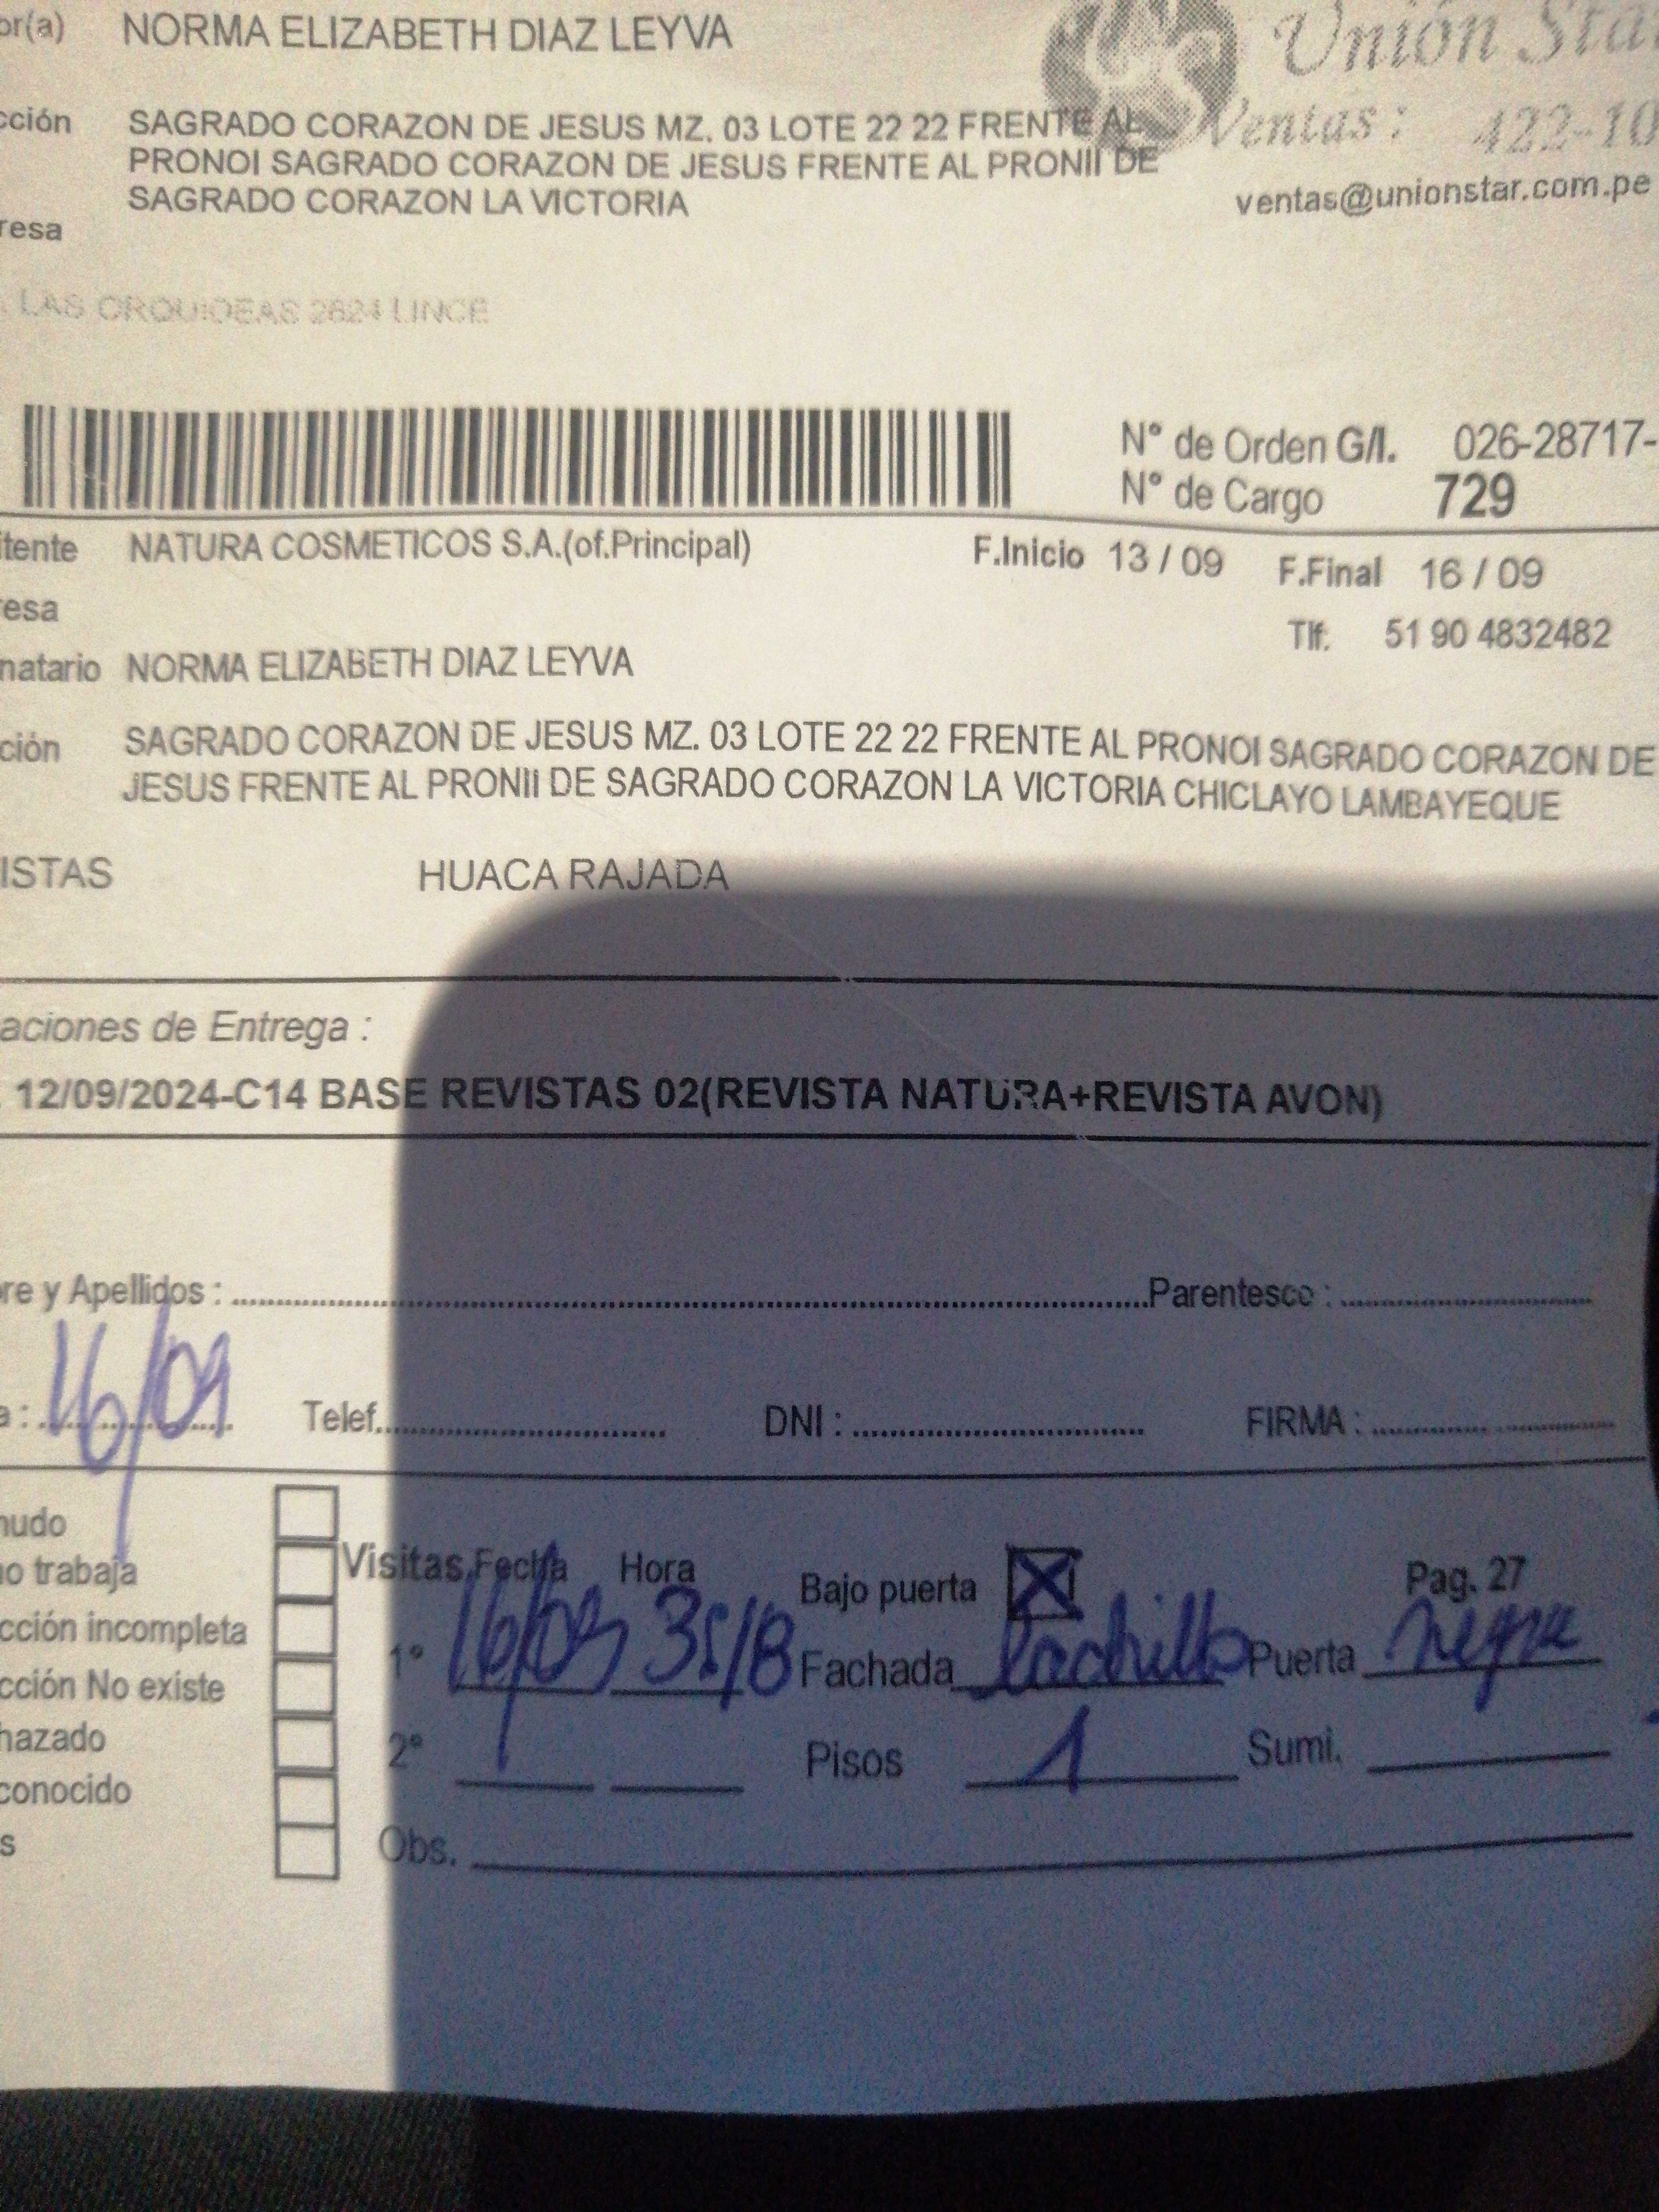 or(a) NORMA ELIZABETH DIAZ LEYVA
Unión Sta
cción SAGRADO CORAZON DE JESUS MZ. 03 LOTE 22 22 FRENTE AL
PRONOI SAGRADO CORAZON DE JESUS FRENTE AL PRONII DE
SAGRADO CORAZON LA VICTORIA
Ventas: 422-10
ventas@unionstar.com.pe
resa
LAS ORQUIDEAS 2624 LINCE
N° de Orden G/I. 026-28717-
N° de Cargo 729
itente NATURA COSMETICOS S.A.(of.Principal) F.Inicio 13 / 09 F.Final 16 / 09
esa
Tlf. 51 90 4832482
natario NORMA ELIZABETH DIAZ LEYVA
ción SAGRADO CORAZON DE JESUS MZ. 03 LOTE 22 22 FRENTE AL PRONOI SAGRADO CORAZON DE
JESUS FRENTE AL PRONII DE SAGRADO CORAZON LA VICTORIA CHICLAYO LAMBAYEQUE
ISTAS HUACA RAJADA
aciones de Entrega :
12/09/2024-C14 BASE REVISTAS 02(REVISTA NATURA+REVISTA AVON)
re y Apellidos : Parentesco :
a : 16/09 Telef. DNI : FIRMA :
nudo
o trabaja Visitas Fecha Hora Bajo puerta X Pag. 27
cción incompleta 1° 16/09 Fachada ladrillo Puerta negra
cción No existe
hazado 2° Pisos 1 Sumi.
conocido
s Obs.